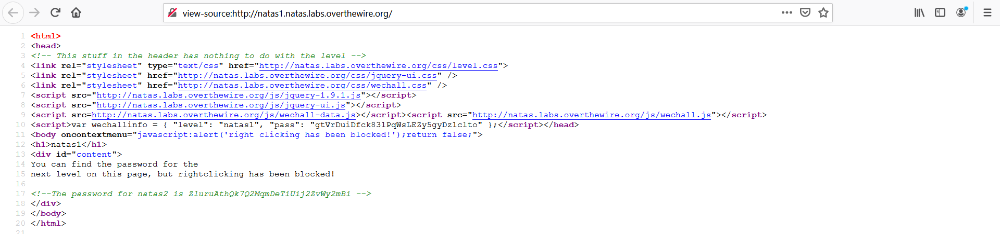 view-source:http://natas1.natas.labs.overthewire.org/
1 <html>
2 <head>
3 <!-- This stuff in the header has nothing to do with the level -->
4 <link rel="stylesheet" type="text/css" href="http://natas.labs.overthewire.org/css/level.css">
5 <link rel="stylesheet" href="http://natas.labs.overthewire.org/css/jquery-ui.css" />
6 <link rel="stylesheet" href="http://natas.labs.overthewire.org/css/wechall.css" />
7 <script src="http://natas.labs.overthewire.org/js/jquery-1.9.1.js"></script>
8 <script src="http://natas.labs.overthewire.org/js/jquery-ui.js"></script>
9 <script src=http://natas.labs.overthewire.org/js/wechall-data.js></script><script src="http://natas.labs.overthewire.org/js/wechall.js"></script>
10 <script>var wechallinfo = { "level": "natas1", "pass": "gtVrDuiDfck831PqWsLEZy5gyDz1clto" };</script></head>
11 <body oncontextmenu="javascript:alert('right clicking has been blocked!');return false;">
12 <h1>natas1</h1>
13 <div id="content">
14 You can find the password for the
15 next level on this page, but rightclicking has been blocked!
16
17 <!--The password for natas2 is ZluruAthQk7Q2MqmDeTiUij2ZvWy2mBi -->
18 </div>
19 </body>
20 </html>
21